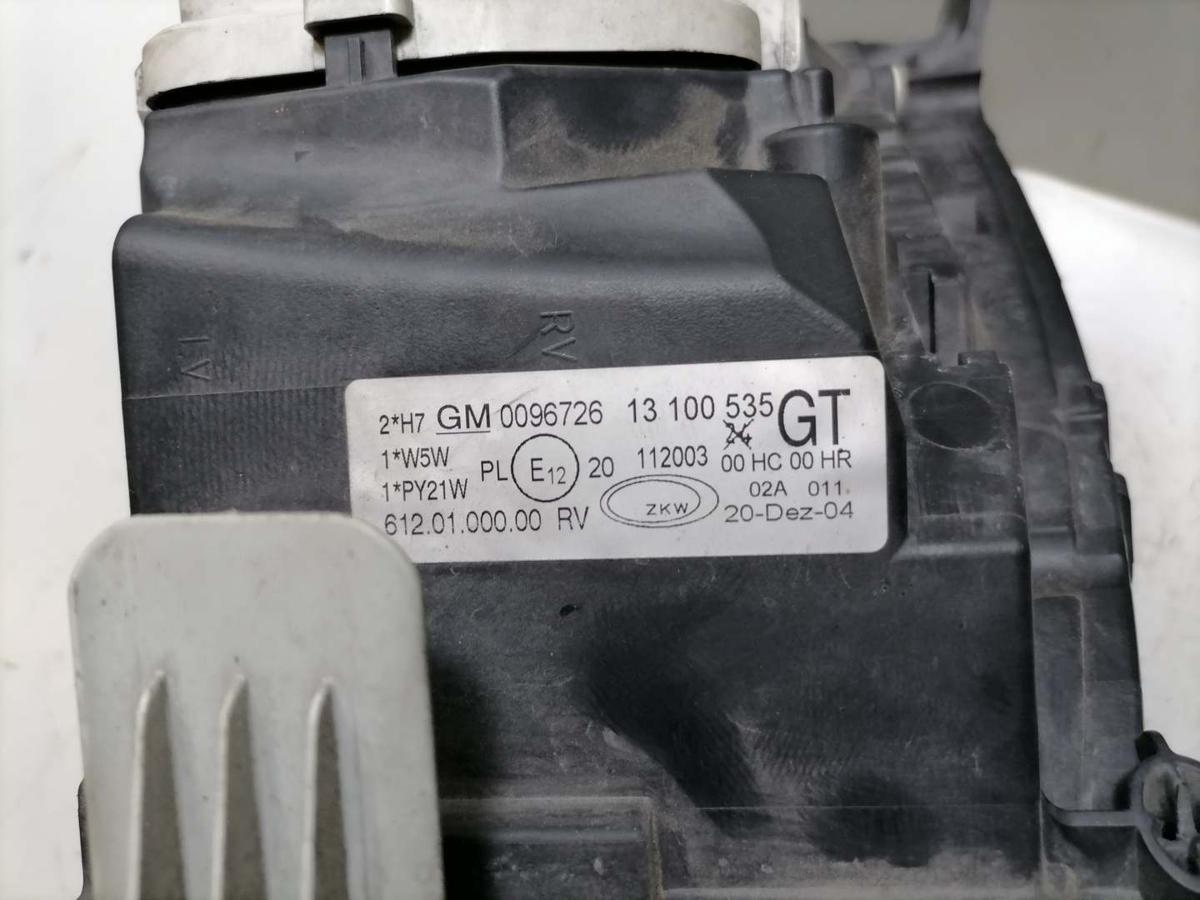 LV
RV
2*H7 GM 0096726 13 100 535 GT
1*W5W PL E12 20 112003 00 HC 00 HR
1*PY21W 02A 011
612.01.000.00 RV ZKW 20-Dez-04